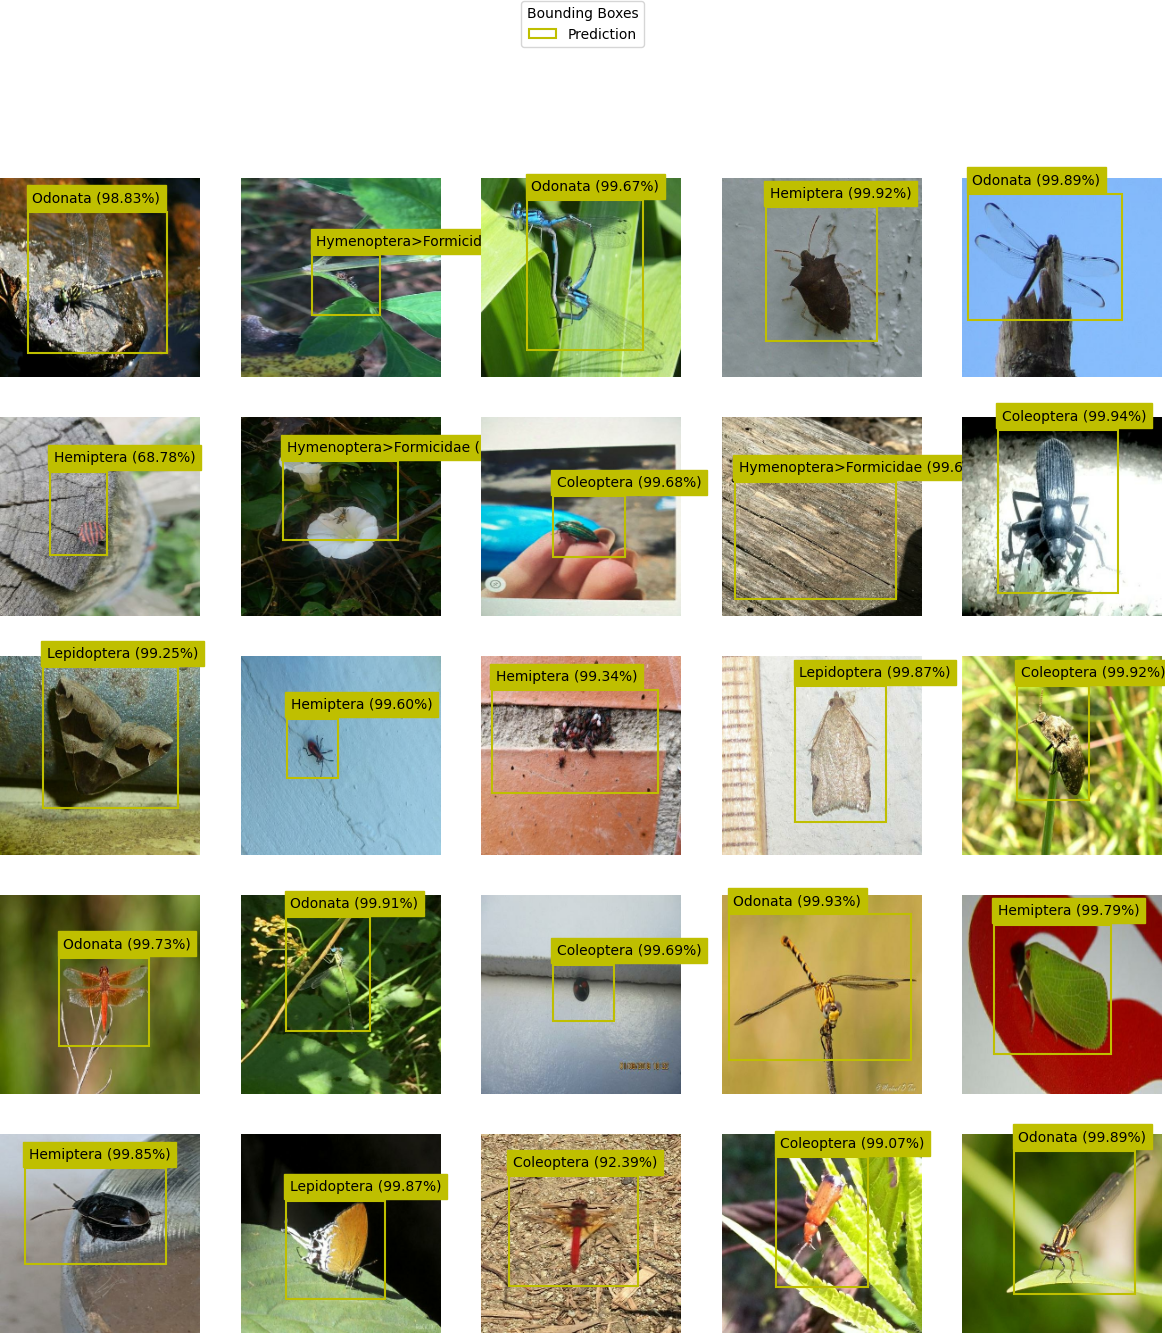 Bounding Boxes
Prediction
Odonata (98.83%)
Hymenoptera>Formicid
Odonata (99.67%)
Hemiptera (99.92%)
Odonata (99.89%)
Hemiptera (68.78%)
Hymenoptera>Formicidae (
Coleoptera (99.68%)
Hymenoptera>Formicidae (99.6
Coleoptera (99.94%)
Lepidoptera (99.25%)
Hemiptera (99.60%)
Hemiptera (99.34%)
Lepidoptera (99.87%)
Coleoptera (99.92%)
Odonata (99.73%)
Odonata (99.91%)
Coleoptera (99.69%)
Odonata (99.93%)
Hemiptera (99.79%)
Hemiptera (99.85%)
Lepidoptera (99.87%)
Coleoptera (92.39%)
Coleoptera (99.07%)
Odonata (99.89%)